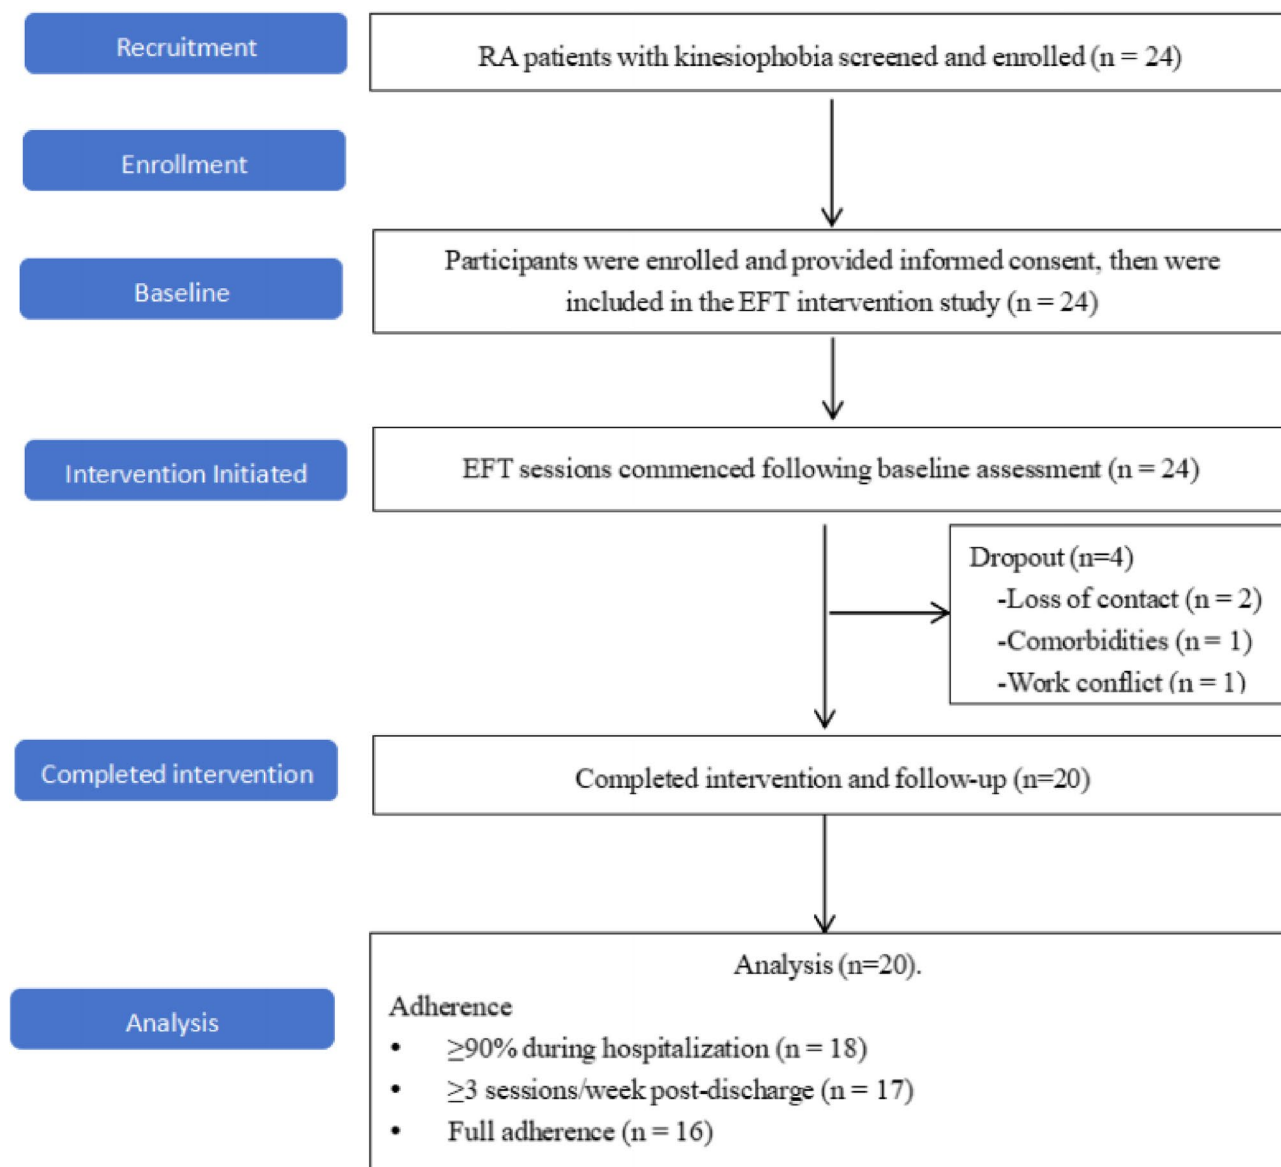 Recruitment
RA patients with kinesiophobia screened and enrolled (n = 24)
Enrollment
Baseline
Participants were enrolled and provided informed consent, then were
included in the EFT intervention study (n = 24)
Intervention Initiated
EFT sessions commenced following baseline assessment (n = 24)
Dropout (n=4)
-Loss of contact (n = 2)
-Comorbidities (n = 1)
-Work conflict (n = 1)
Completed intervention
Completed intervention and follow-up (n=20)
Analysis
Analysis (n=20).
Adherence
• ≥90% during hospitalization (n = 18)
• ≥3 sessions/week post-discharge (n = 17)
• Full adherence (n = 16)